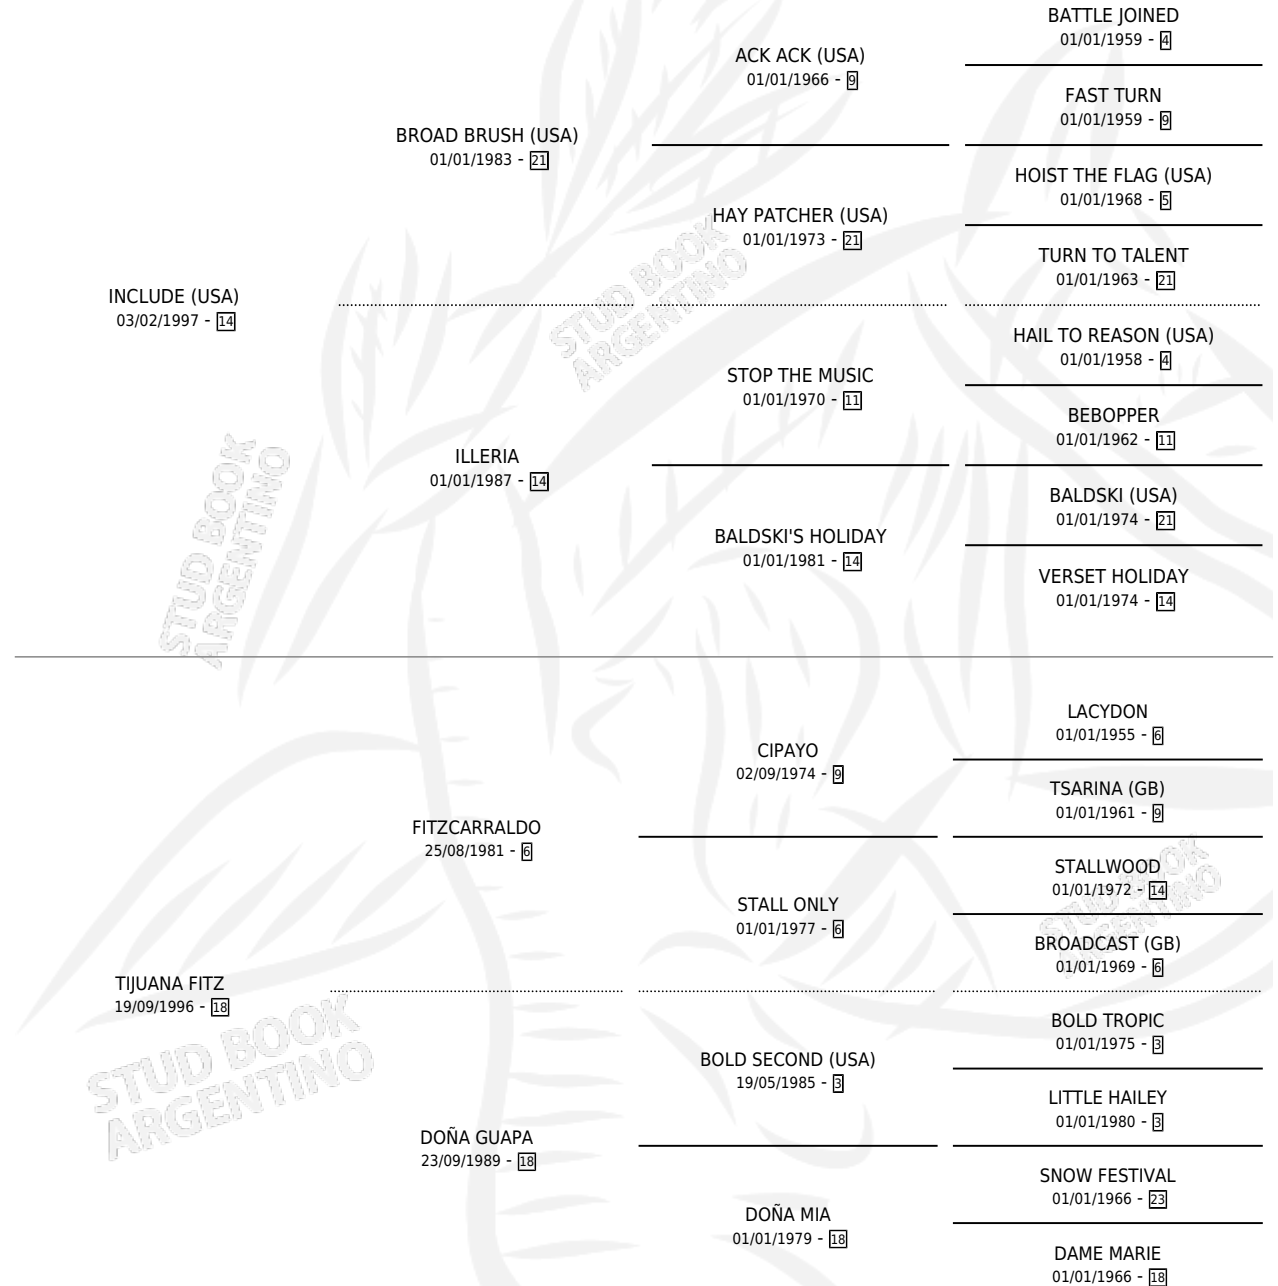 BATTLE JOINED
01/01/1959 - 4
ACK ACK (USA)
01/01/1966 - 9
FAST TURN
01/01/1959 - 9
BROAD BRUSH (USA)
01/01/1983 - 21
HOIST THE FLAG (USA)
01/01/1968 - 5
HAY PATCHER (USA)
01/01/1973 - 21
TURN TO TALENT
01/01/1963 - 21
INCLUDE (USA)
03/02/1997 - 14
HAIL TO REASON (USA)
01/01/1958 - 4
STOP THE MUSIC
01/01/1970 - 11
BEBOPPER
01/01/1962 - 11
ILLERIA
01/01/1987 - 14
BALDSKI (USA)
01/01/1974 - 21
BALDSKI'S HOLIDAY
01/01/1981 - 14
VERSET HOLIDAY
01/01/1974 - 14
LACYDON
01/01/1955 - 6
CIPAYO
02/09/1974 - 9
TSARINA (GB)
01/01/1961 - 9
FITZCARRALDO
25/08/1981 - 6
STALLWOOD
01/01/1972 - 14
STALL ONLY
01/01/1977 - 6
BROADCAST (GB)
01/01/1969 - 6
TIJUANA FITZ
19/09/1996 - 18
BOLD TROPIC
01/01/1975 - 3
BOLD SECOND (USA)
19/05/1985 - 3
LITTLE HAILEY
01/01/1980 - 3
DOÑA GUAPA
23/09/1989 - 18
SNOW FESTIVAL
01/01/1966 - 23
DOÑA MIA
01/01/1979 - 18
DAME MARIE
01/01/1966 - 18
STUD BOOK
ARGENTINO
STUD BOOK
ARGENTINO
STUD BOOK
ARGENTINO
STUD BOOK
ARGENTINO